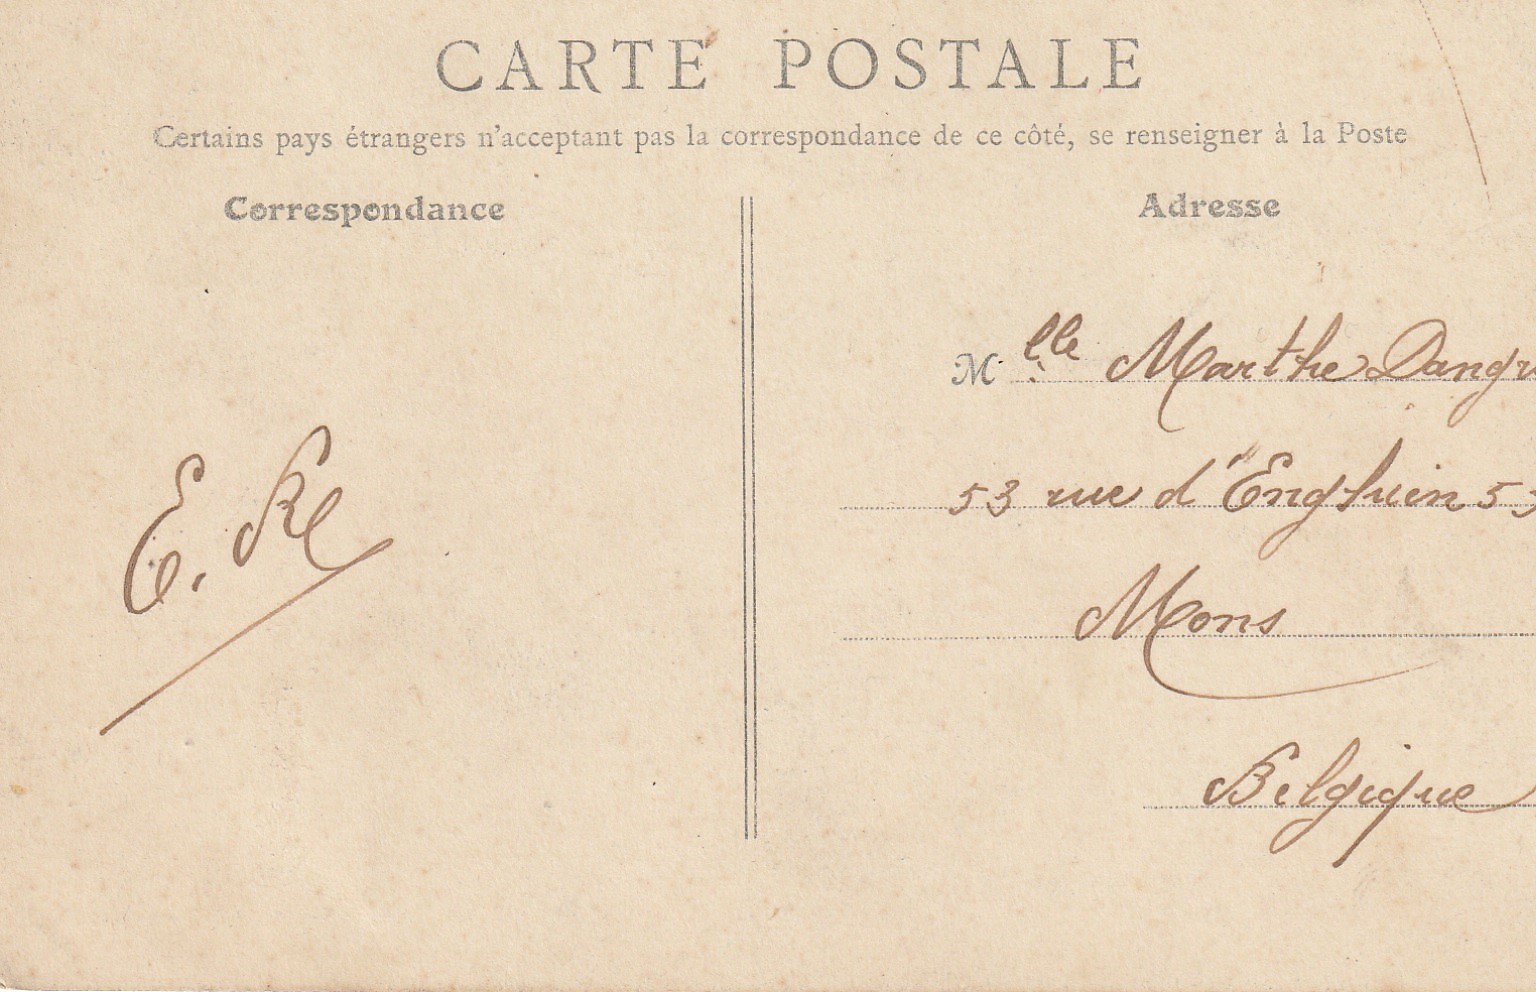 CARTE POSTALE
Certains pays étrangers n'acceptant pas la correspondance de ce côté, se renseigner à la Poste
Correspondance
Adresse
Mlle Marthe
53 rue d'Enghien 53
Mons
Belgique
E.